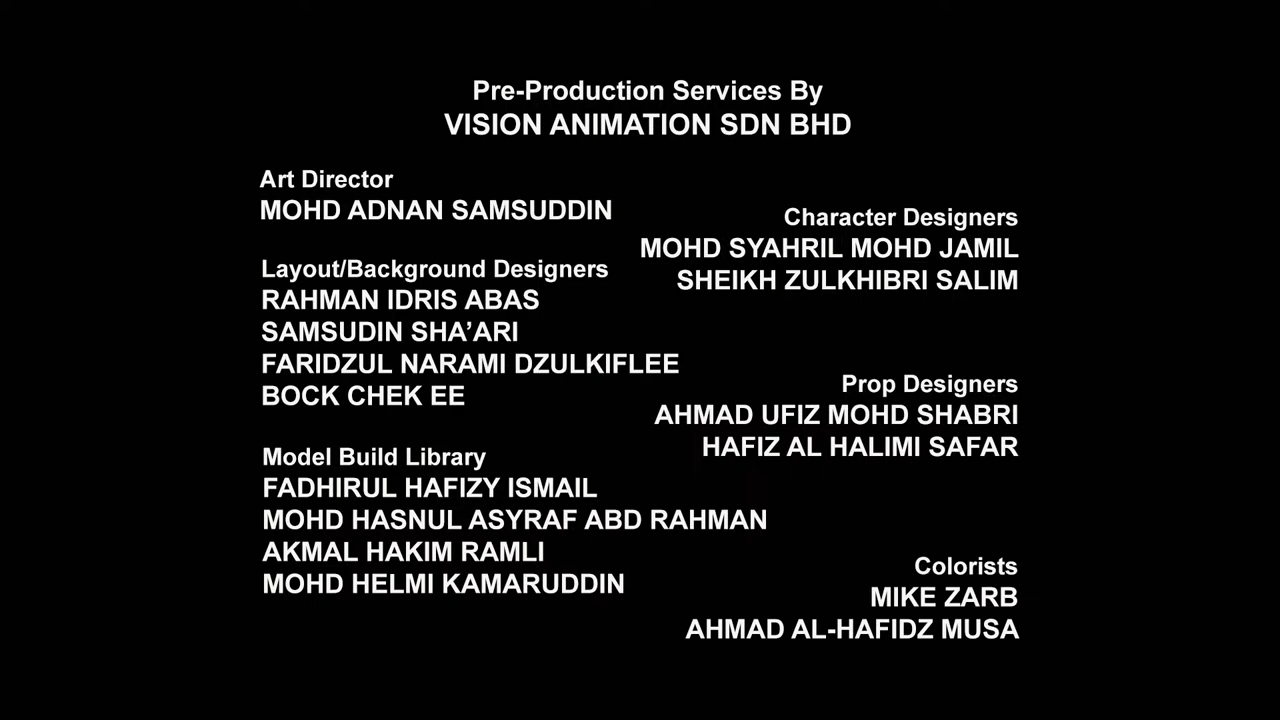 Pre-Production Services By
VISION ANIMATION SDN BHD
Art Director
MOHD ADNAN SAMSUDDIN
Character Designers
MOHD SYAHRIL MOHD JAMIL
SHEIKH ZULKHIBRI SALIM
Layout/Background Designers
RAHMAN IDRIS ABAS
SAMSUDIN SHA’ARI
FARIDZUL NARAMI DZULKIFLEE
BOCK CHEK EE
Prop Designers
AHMAD UFIZ MOHD SHABRI
HAFIZ AL HALIMI SAFAR
Model Build Library
FADHIRUL HAFIZY ISMAIL
MOHD HASNUL ASYRAF ABD RAHMAN
AKMAL HAKIM RAMLI
MOHD HELMI KAMARUDDIN
Colorists
MIKE ZARB
AHMAD AL-HAFIDZ MUSA